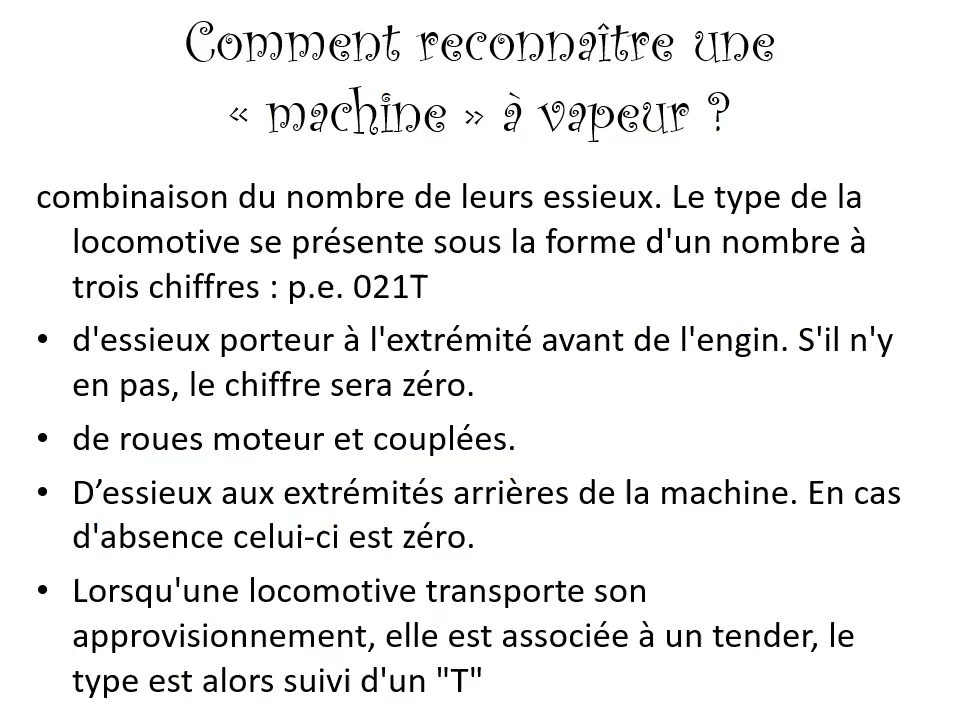 Comment reconnaître une
« machine » à vapeur ?
combinaison du nombre de leurs essieux. Le type de la
locomotive se présente sous la forme d'un nombre à
trois chiffres : p.e. 021T
• d'essieux porteur à l'extrémité avant de l'engin. S'il n'y
en pas, le chiffre sera zéro.
• de roues moteur et couplées.
• D’essieux aux extrémités arrières de la machine. En cas
d'absence celui-ci est zéro.
• Lorsqu'une locomotive transporte son
approvisionnement, elle est associée à un tender, le
type est alors suivi d'un "T"